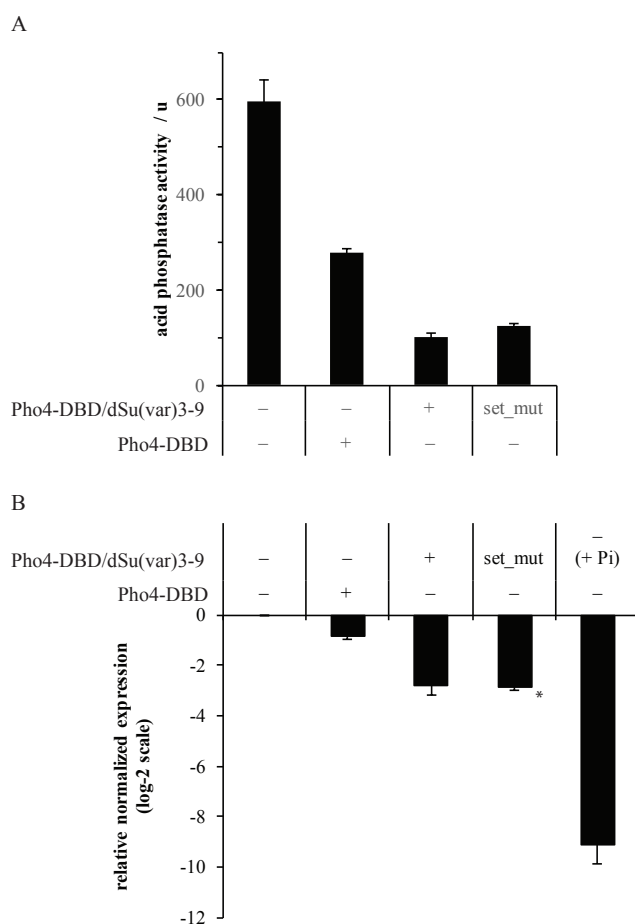 A
acid phosphatase activity / u
600
400
200
0
Pho4-DBD/dSu(var)3-9 – – + set_mut
Pho4-DBD – + – –
B
–
Pho4-DBD/dSu(var)3-9 – – + set_mut (+ Pi)
Pho4-DBD – + – – –
relative normalized expression
(log-2 scale)
0
-2
-4
*
-6
-8
-10
-12